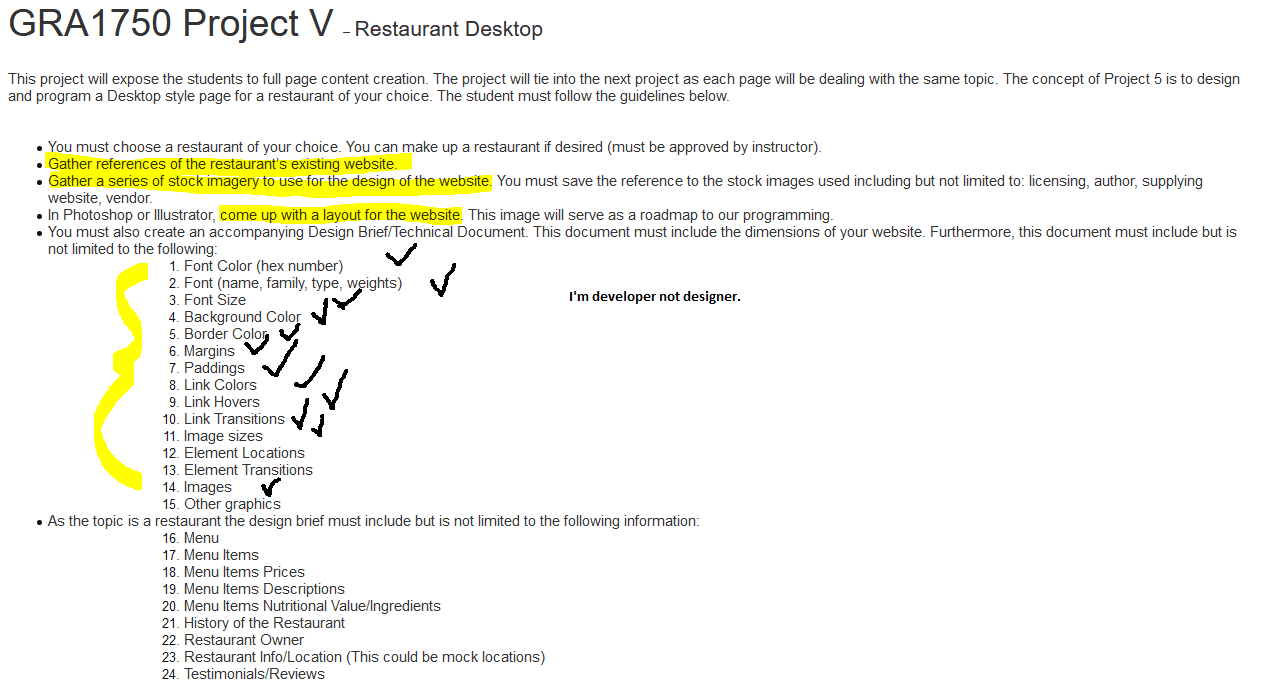 GRA1750 Project V – Restaurant Desktop
This project will expose the students to full page content creation. The project will tie into the next project as each page will be dealing with the same topic. The concept of Project 5 is to design
and program a Desktop style page for a restaurant of your choice. The student must follow the guidelines below.
• You must choose a restaurant of your choice. You can make up a restaurant if desired (must be approved by instructor).
• Gather references of the restaurant's existing website.
• Gather a series of stock imagery to use for the design of the website. You must save the reference to the stock images used including but not limited to: licensing, author, supplying
website, vendor.
• In Photoshop or Illustrator, come up with a layout for the website. This image will serve as a roadmap to our programming.
• You must also create an accompanying Design Brief/Technical Document. This document must include the dimensions of your website. Furthermore, this document must include but is
not limited to the following:
1. Font Color (hex number)
2. Font (name, family, type, weights)
3. Font Size
I'm developer not designer.
4. Background Color
5. Border Color
6. Margins
7. Paddings
8. Link Colors
9. Link Hovers
10. Link Transitions
11. Image sizes
12. Element Locations
13. Element Transitions
14. Images
15. Other graphics
• As the topic is a restaurant the design brief must include but is not limited to the following information:
16. Menu
17. Menu Items
18. Menu Items Prices
19. Menu Items Descriptions
20. Menu Items Nutritional Value/Ingredients
21. History of the Restaurant
22. Restaurant Owner
23. Restaurant Info/Location (This could be mock locations)
24. Testimonials/Reviews